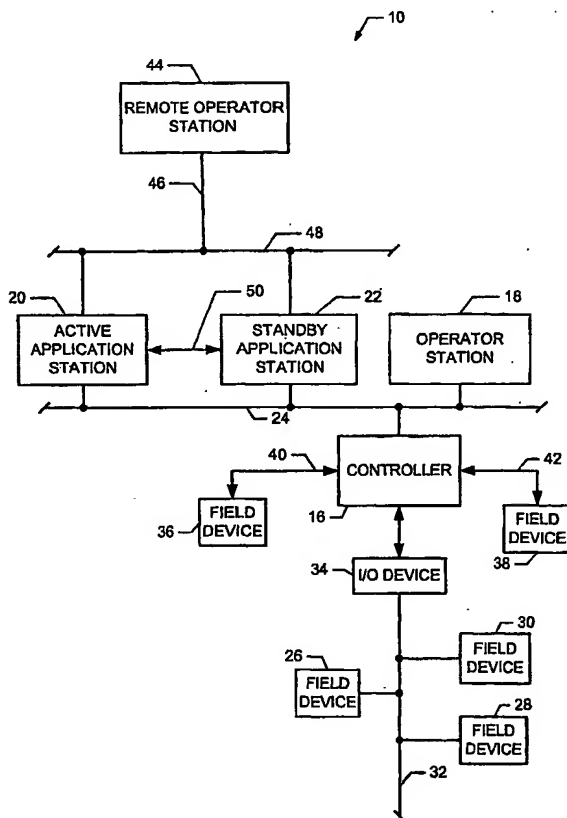 10
44
REMOTE OPERATOR
STATION
46
48
20
50
22
18
ACTIVE
APPLICATION
STATION
STANDBY
APPLICATION
STATION
OPERATOR
STATION
24
40
CONTROLLER
42
36
FIELD
DEVICE
16
FIELD
DEVICE
38
34
I/O DEVICE
26
FIELD
DEVICE
30
FIELD
DEVICE
28
FIELD
DEVICE
32